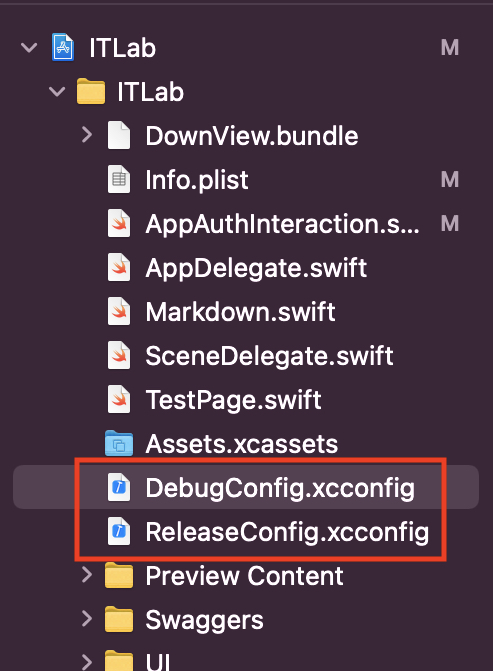 ITLab M
ITLab
DownView.bundle
Info.plist M
AppAuthInteraction.s... M
AppDelegate.swift
Markdown.swift
SceneDelegate.swift
TestPage.swift
Assets.xcassets
DebugConfig.xcconfig
ReleaseConfig.xcconfig
Preview Content
Swaggers
UI